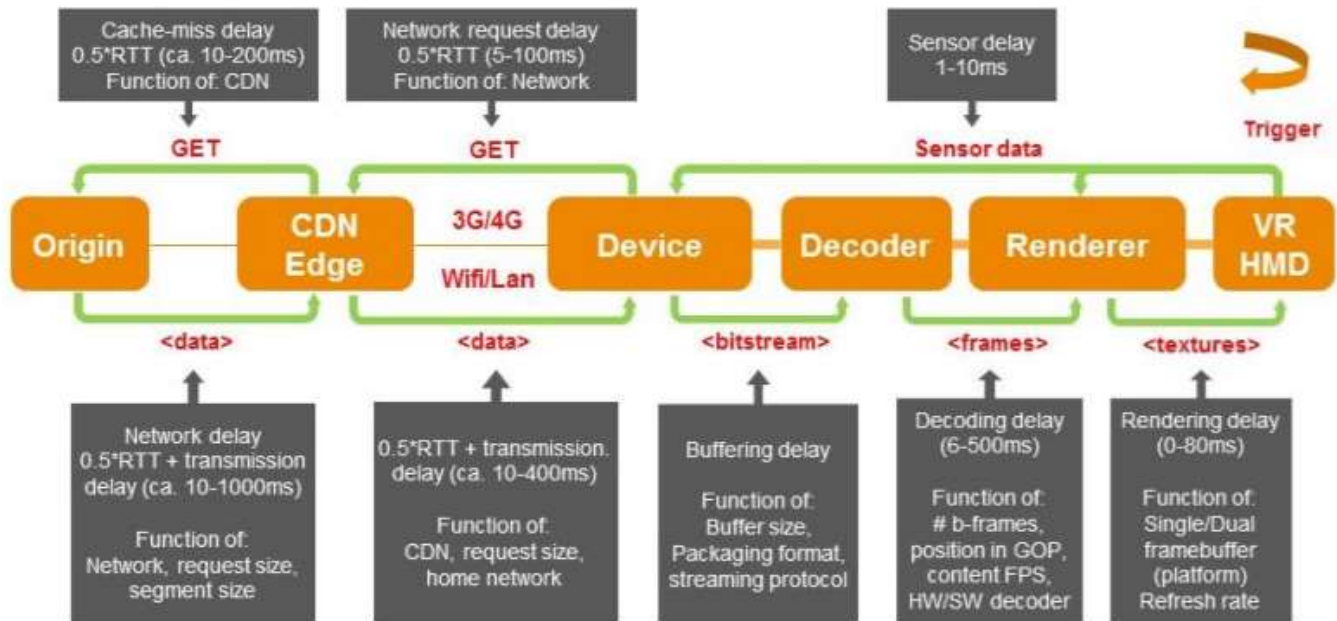 Cache-miss delay
0.5*RTT (ca. 10-200ms)
Function of: CDN
Network request delay
0.5*RTT (5-100ms)
Function of: Network
Sensor delay
1-10ms
Trigger
GET
GET
Sensor data
Origin
CDN
Edge
3G/4G
Wifi/Lan
Device
Decoder
Renderer
VR
HMD
<data>
<data>
<bitstream>
<frames>
<textures>
Network delay
0.5*RTT + transmission
delay (ca. 10-1000ms)
Function of:
Network, request size,
segment size
0.5*RTT + transmission.
delay (ca. 10-400ms)
Function of:
CDN, request size,
home network
Buffering delay
Function of:
Buffer size,
Packaging format,
streaming protocol
Decoding delay
(6-500ms)
Function of:
# b-frames,
position in GOP,
content FPS,
HW/SW decoder
Rendering delay
(0-80ms)
Function of:
Single/Dual
framebuffer
(platform)
Refresh rate